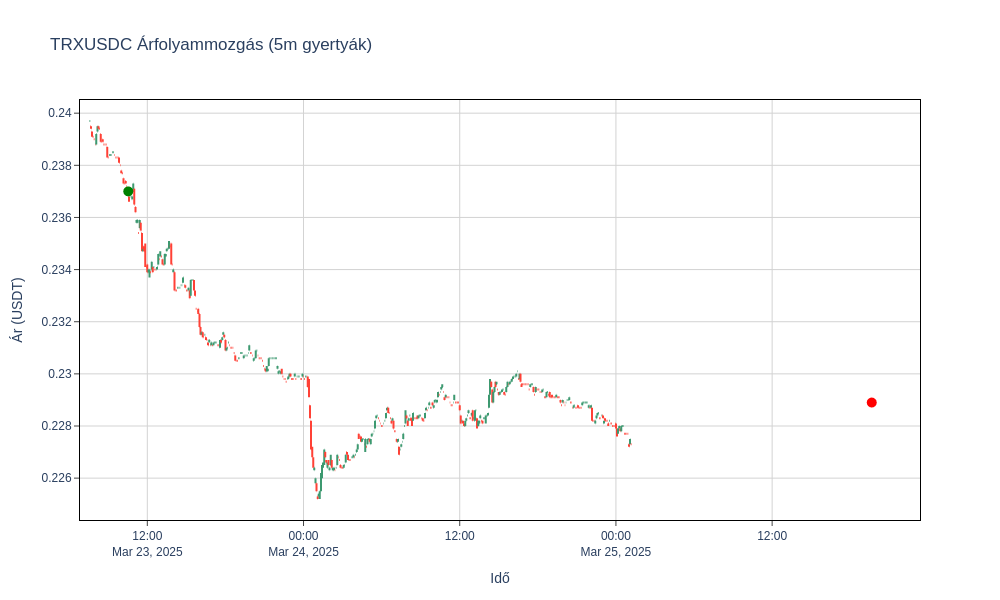 TRXUSDC Árfolyammozgás (5m gyertyák)
Ár (USDT)
0.24
0.238
0.236
0.234
0.232
0.23
0.228
0.226
12:00 00:00 12:00 00:00 12:00
Mar 23, 2025 Mar 24, 2025 Mar 25, 2025
Idő